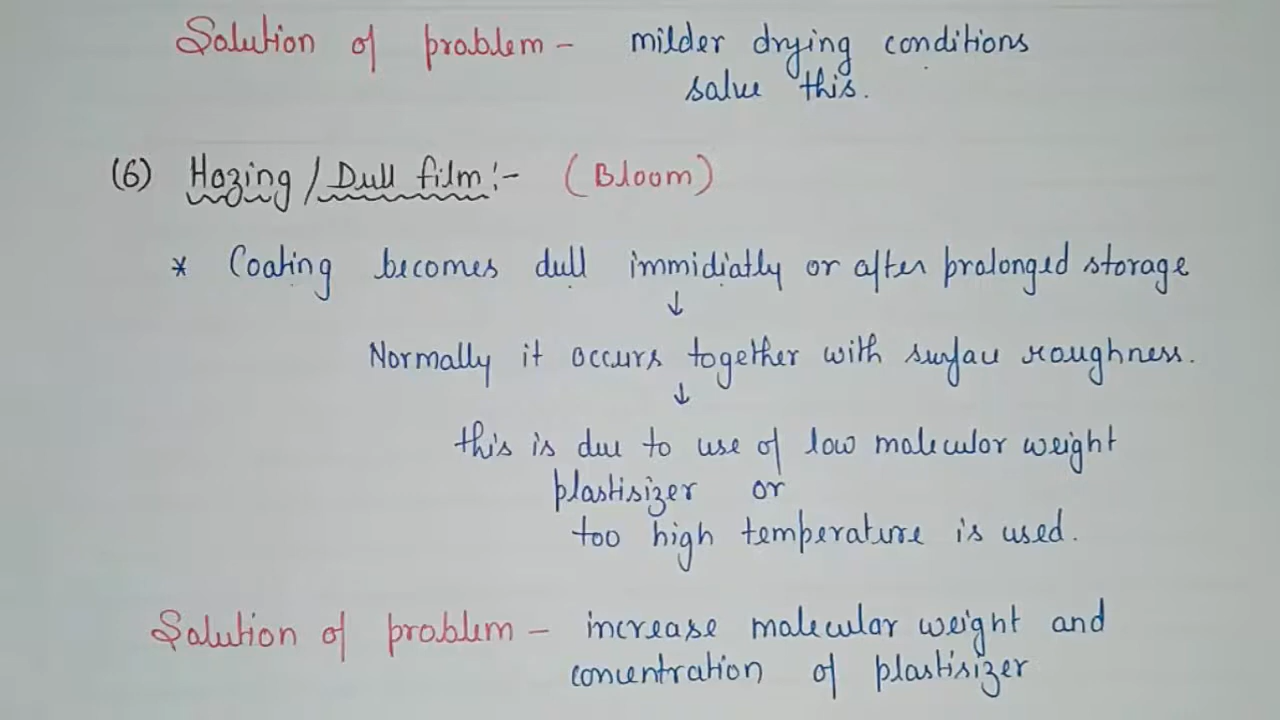 Solution of problem - milder drying conditions
solve this.
(6) Hazing / Dull film :- (Bloom)
* Coating becomes dull immidiatly or after prolonged storage
↓
Normally it occurs together with surface roughness.
↓
this is due to use of low molecular weight
plastisizer or
too high temperature is used.
Solution of problem - increase molecular weight and
concentration of plastisizer